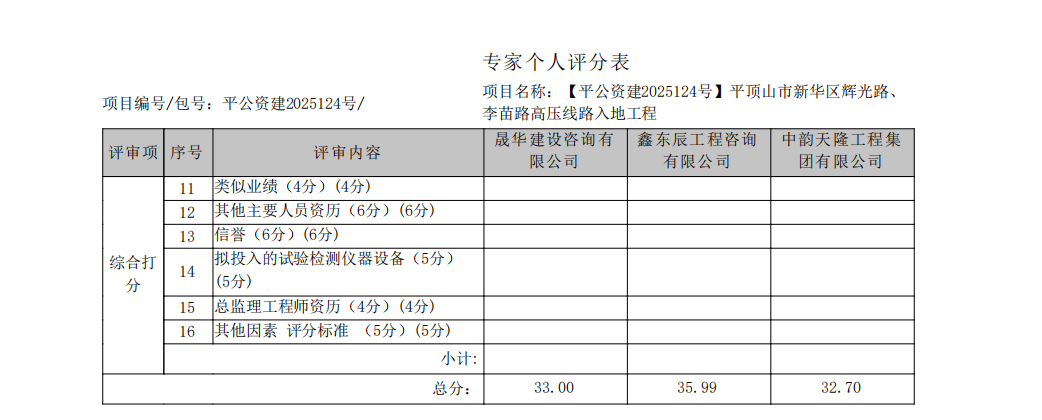 专家个人评分表
项目编号/包号：平公资建2025124号/
项目名称：【平公资建2025124号】平顶山市新华区辉光路、
李苗路高压线路入地工程
评审项 序号 评审内容 晟华建设咨询有限公司 鑫东辰工程咨询有限公司 中韵天隆工程集团有限公司
综合打分
11 类似业绩（4分）(4分)
12 其他主要人员资历（6分）(6分)
13 信誉（6分）(6分)
14 拟投入的试验检测仪器设备（5分）
(5分)
15 总监理工程师资历（4分）(4分)
16 其他因素 评分标准 （5分）(5分)
小计:
总分： 33.00 35.99 32.70